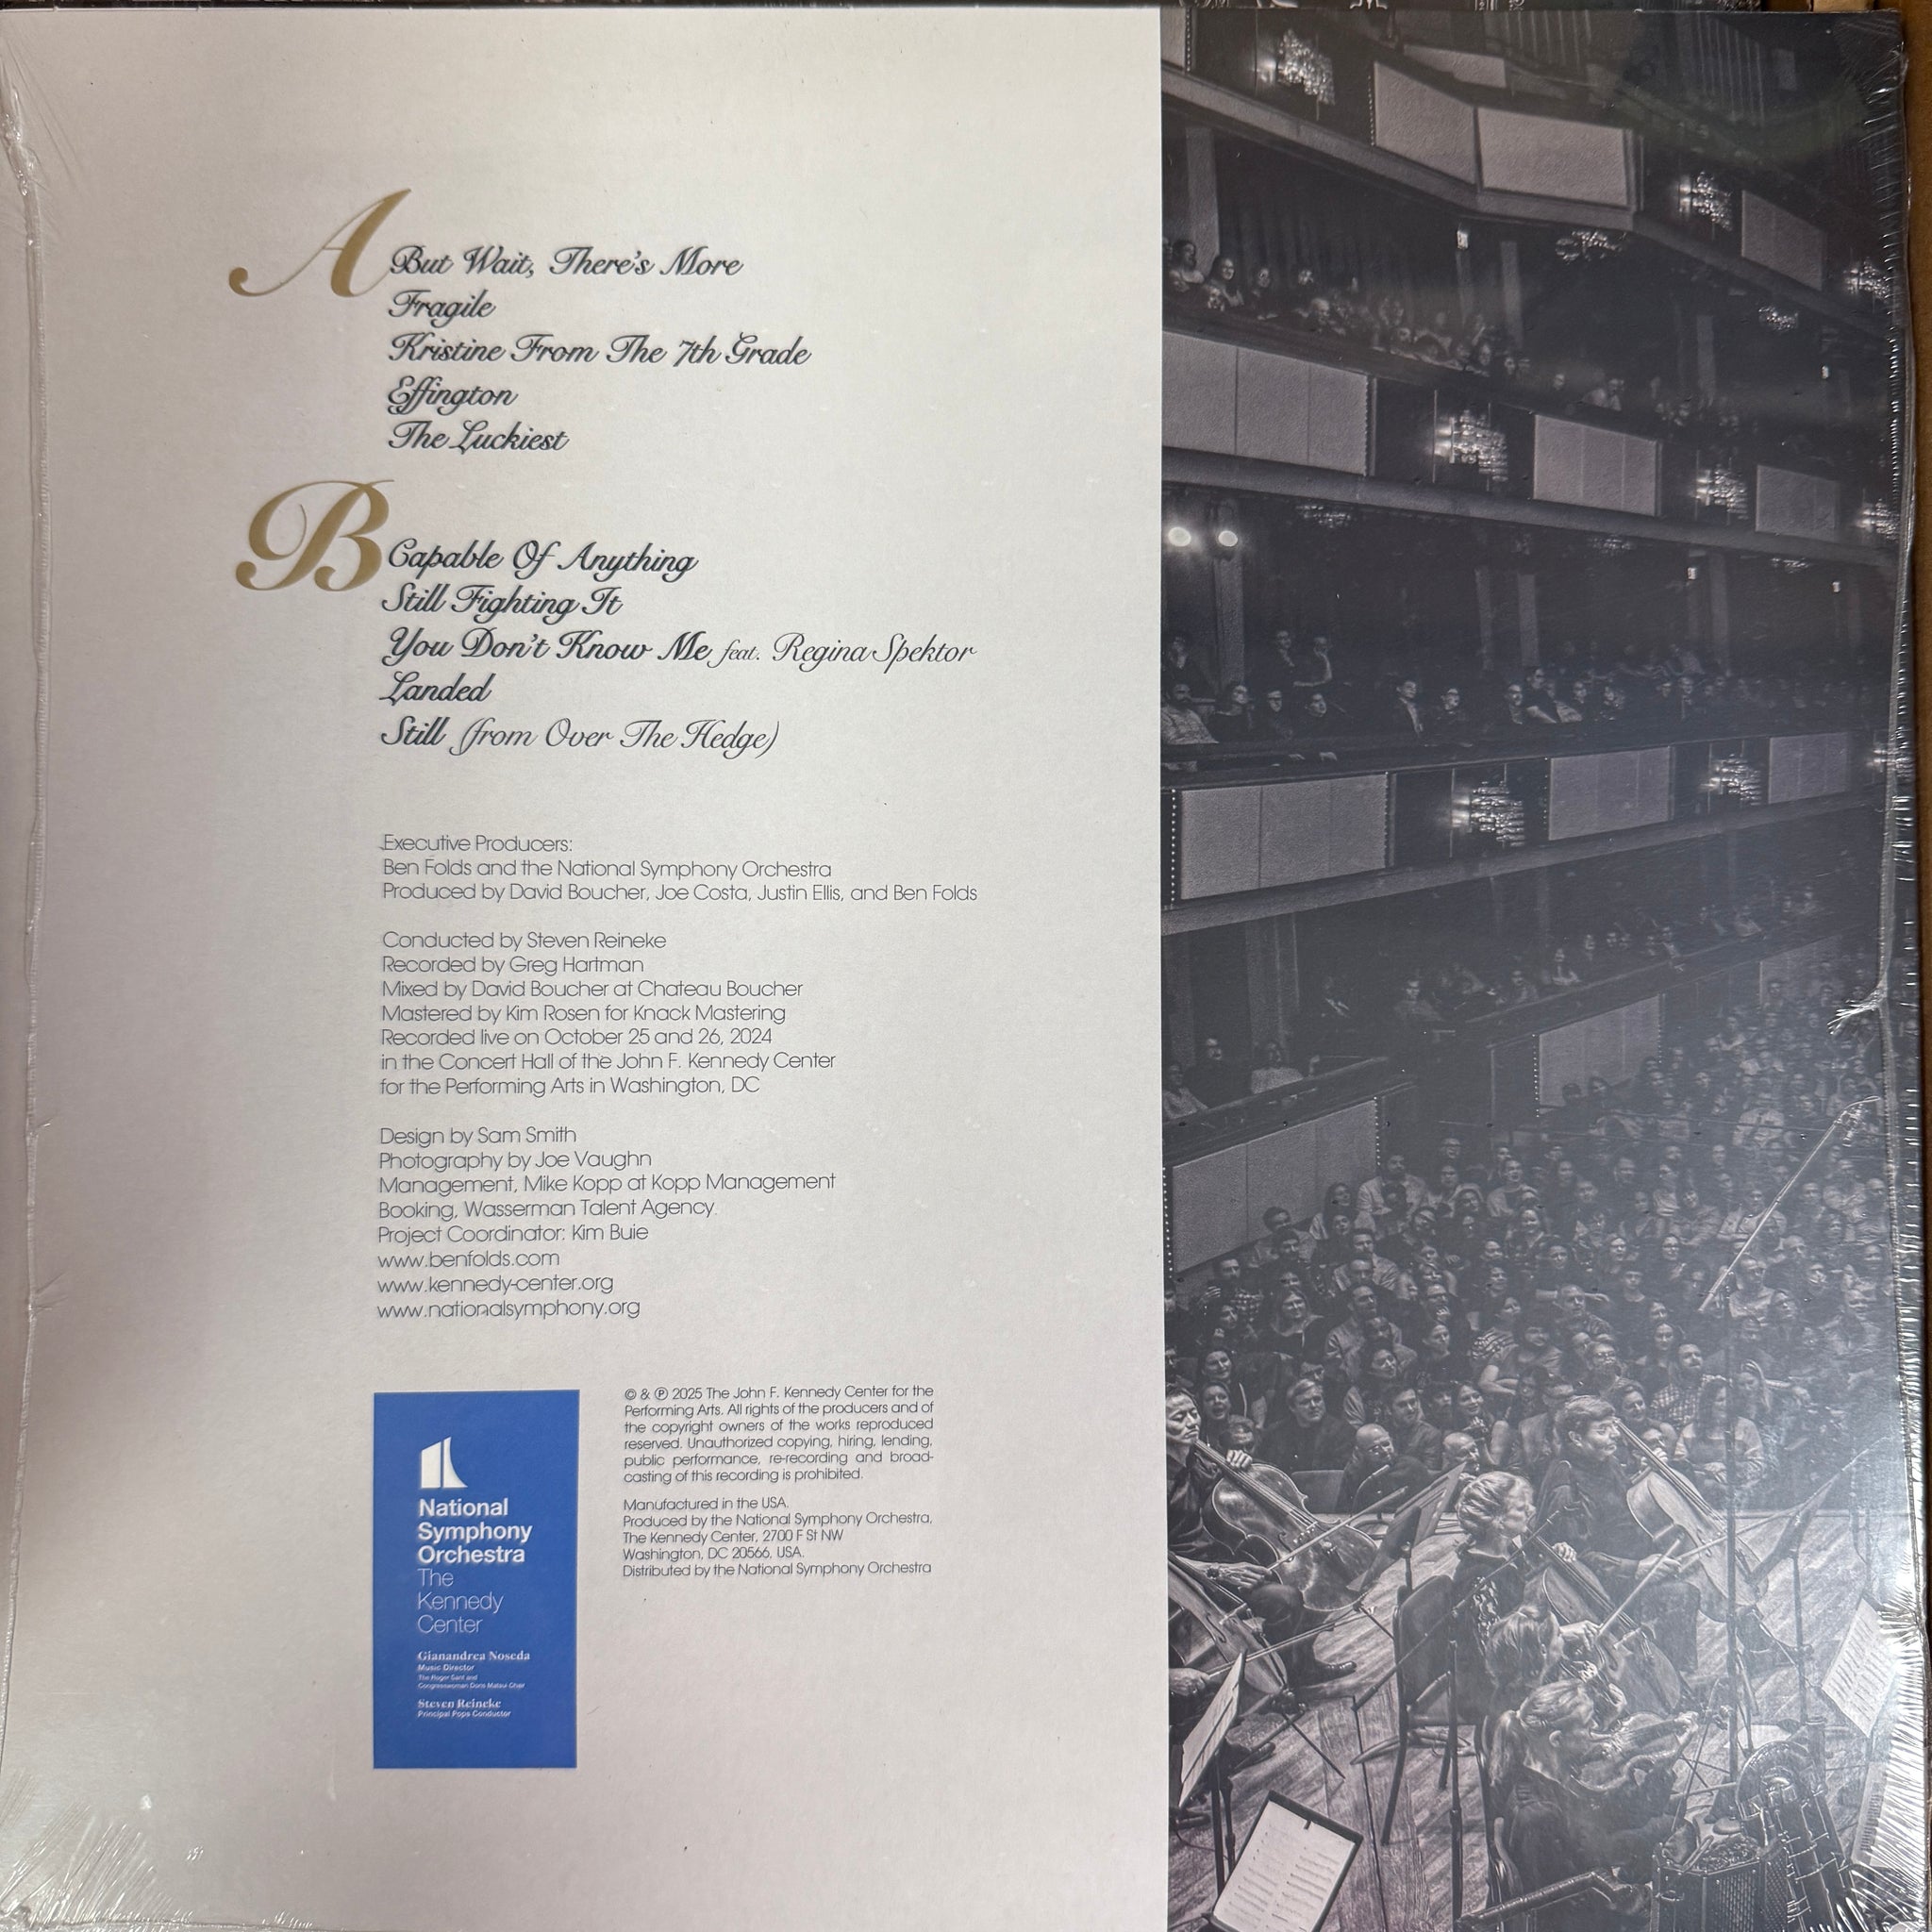 A
But Wait, There's More
Fragile
Kristine From The 7th Grade
Effington
The Luckiest
B
Capable Of Anything
Still Fighting It
You Don't Know Me feat. Regina Spektor
Landed
Still (from Over The Hedge)
Executive Producers:
Ben Folds and the National Symphony Orchestra
Produced by David Boucher, Joe Costa, Justin Ellis, and Ben Folds
Conducted by Steven Reineke
Recorded by Greg Hartman
Mixed by David Boucher at Chateau Boucher
Mastered by Kim Rosen for Knack Mastering
Recorded live on October 25 and 26, 2024
in the Concert Hall of the John F. Kennedy Center
for the Performing Arts in Washington, DC
Design by Sam Smith
Photography by Joe Vaughn
Management, Mike Kopp at Kopp Management
Booking, Wasserman Talent Agency.
Project Coordinator: Kim Buie
www.benfolds.com
www.kennedy-center.org
www.nationalsymphony.org
National
Symphony
Orchestra
The
Kennedy
Center
Gianandrea Noseda
Music Director
The Roger Sant and
Congresswoman Doris Matsui Chair
Steven Reineke
Principal Pops Conductor
© & ℗ 2025 The John F. Kennedy Center for the
Performing Arts. All rights of the producers and of
the copyright owners of the works reproduced
reserved. Unauthorized copying, hiring, lending,
public performance, re-recording and broad-
casting of this recording is prohibited.
Manufactured in the USA.
Produced by the National Symphony Orchestra,
The Kennedy Center, 2700 F St NW
Washington, DC 20566, USA.
Distributed by the National Symphony Orchestra